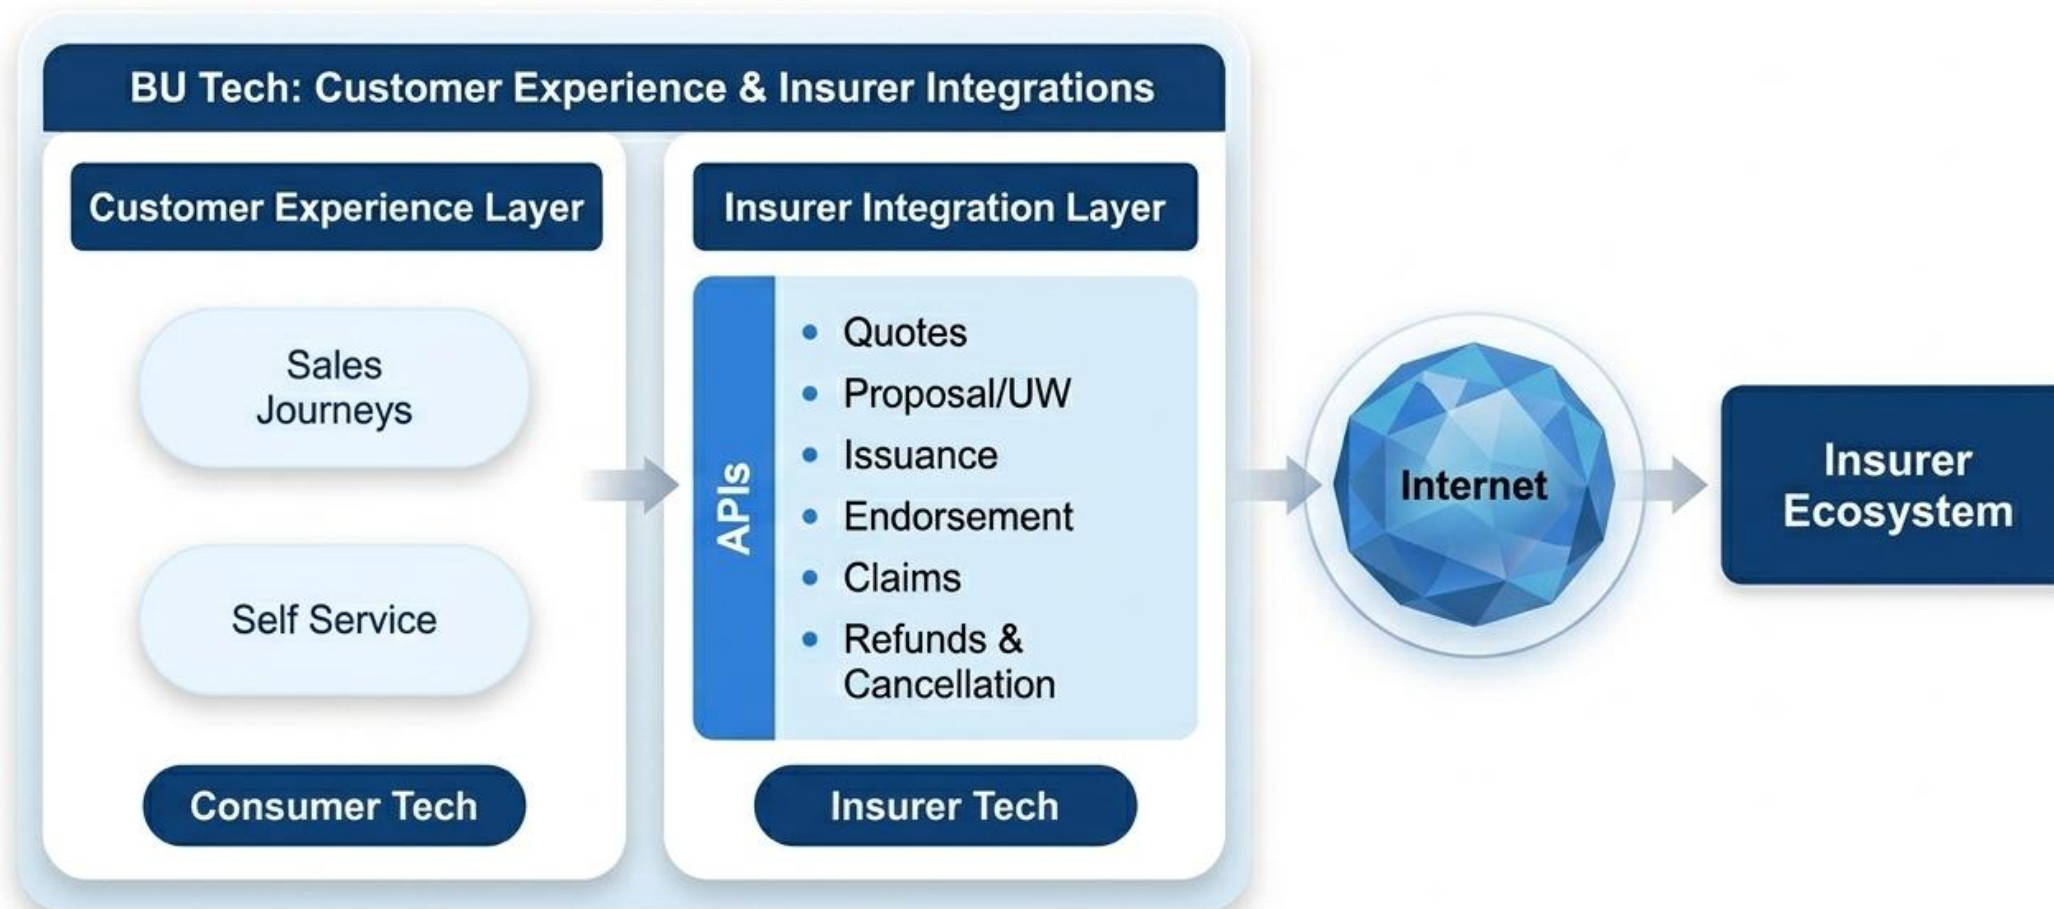 BU Tech: Customer Experience & Insurer Integrations
Customer Experience Layer
Sales
Journeys
Self Service
Consumer Tech
Insurer Integration Layer
APIs
• Quotes
• Proposal/UW
• Issuance
• Endorsement
• Claims
• Refunds &
Cancellation
Insurer Tech
Internet
Insurer
Ecosystem